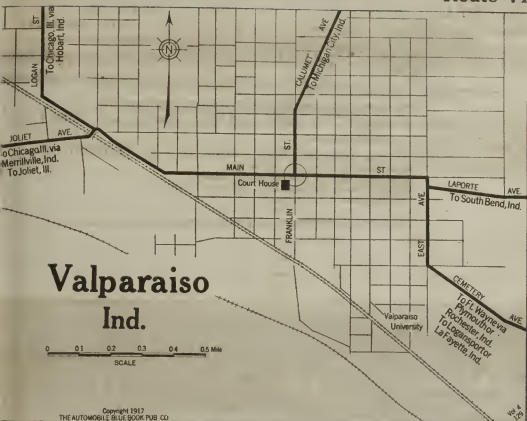 LOGAN ST
To Chicago, Ill. via
Hobart, Ind.
N
CALUMET AVE
To Michigan City, Ind.
JOLIET AVE.
o Chicago Ill. via
Merrillville, Ind.
To Joliet, Ill.
MAIN ST
ST.
Court House
FRANKLIN
LAPORTE AVE.
To South Bend, Ind.
EAST AVE
CEMETERY AVE.
To Ft. Wayne via
Plymouth or
Rochester, Ind.
To Logansport or
La Fayette, Ind.
Valparaiso
University
Valparaiso
Ind.
0 0.1 0.2 0.3 0.4 0.5 Mile
SCALE
Copyright 1917
THE AUTOMOBILE BLUE BOOK PUB. CO
Vol 4
129